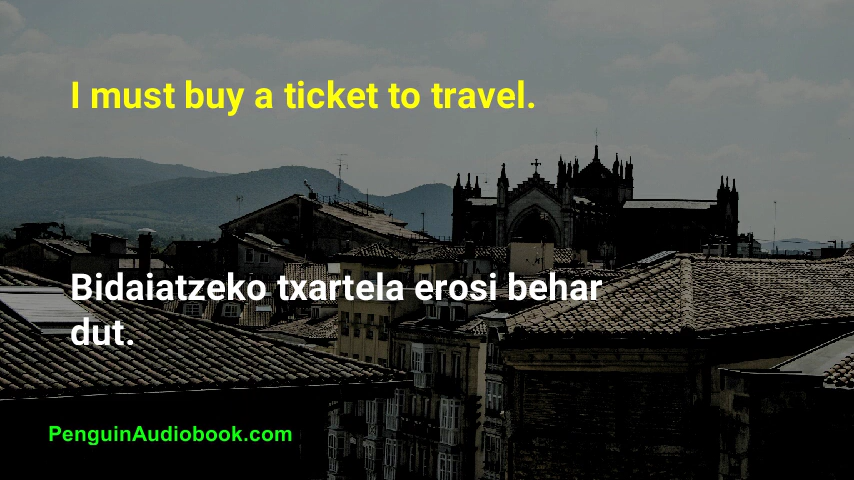 I must buy a ticket to travel.
Bidaiatzeko txartela erosi behar
dut.
PenguinAudiobook.com